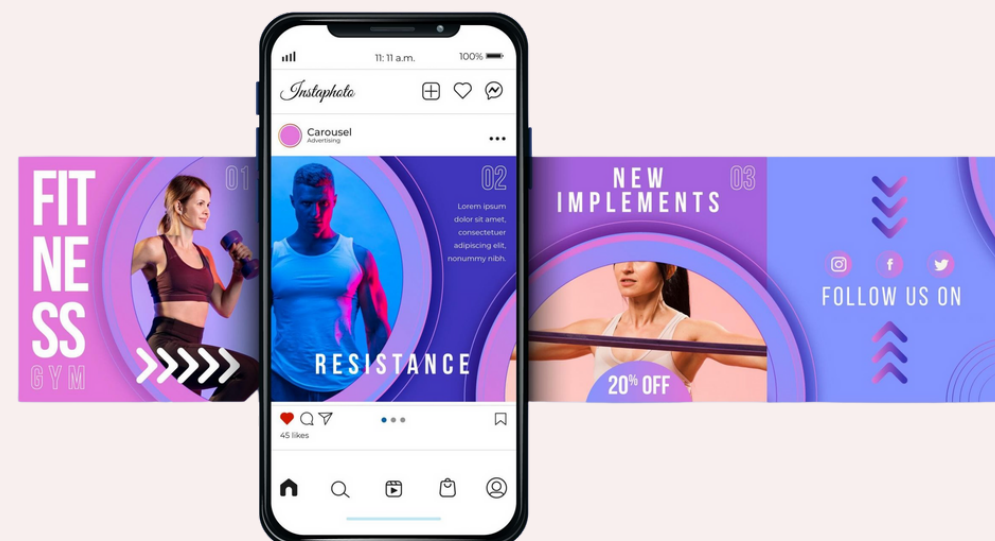 11:11 a.m.
100%
Instaphoto
Carousel
Advertising
FIT
NE
SS
GYM
01
02
Lorem ipsum
dolor sit amet,
consectetuer
adipiscing elit,
nonummy nibh.
RESISTANCE
NEW
IMPLEMENTS
03
20% OFF
FOLLOW US ON
45 likes